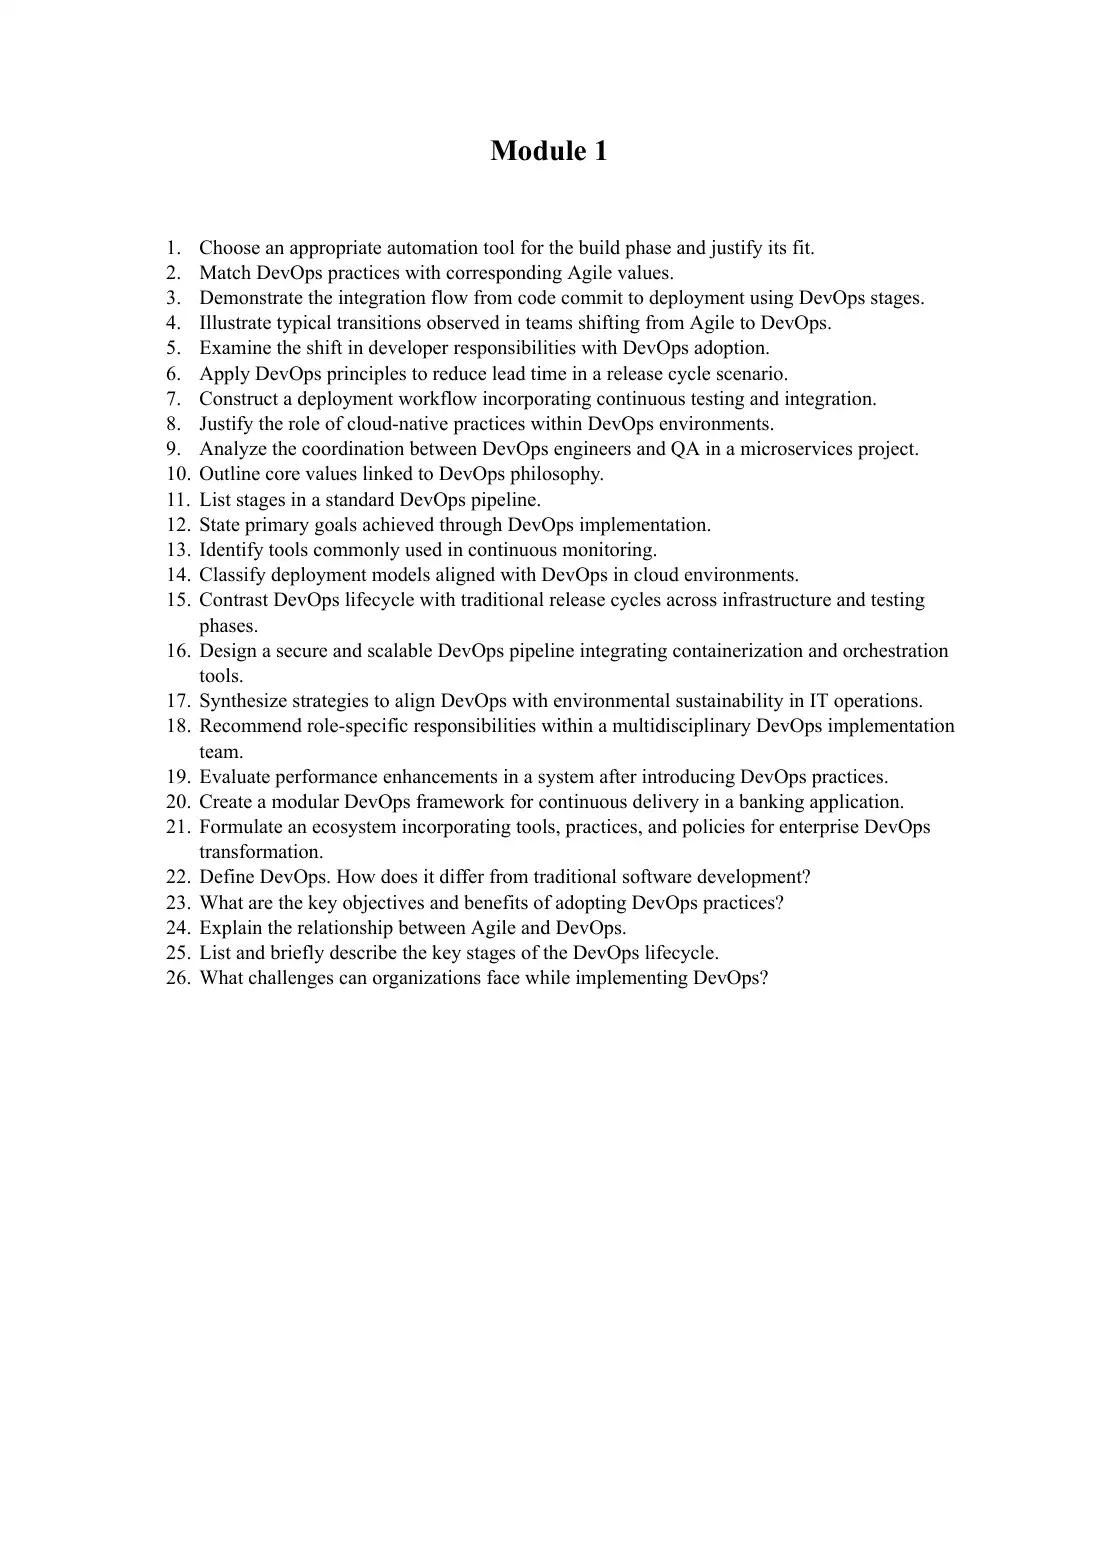 Module 1
1. Choose an appropriate automation tool for the build phase and justify its fit.
2. Match DevOps practices with corresponding Agile values.
3. Demonstrate the integration flow from code commit to deployment using DevOps stages.
4. Illustrate typical transitions observed in teams shifting from Agile to DevOps.
5. Examine the shift in developer responsibilities with DevOps adoption.
6. Apply DevOps principles to reduce lead time in a release cycle scenario.
7. Construct a deployment workflow incorporating continuous testing and integration.
8. Justify the role of cloud-native practices within DevOps environments.
9. Analyze the coordination between DevOps engineers and QA in a microservices project.
10. Outline core values linked to DevOps philosophy.
11. List stages in a standard DevOps pipeline.
12. State primary goals achieved through DevOps implementation.
13. Identify tools commonly used in continuous monitoring.
14. Classify deployment models aligned with DevOps in cloud environments.
15. Contrast DevOps lifecycle with traditional release cycles across infrastructure and testing
phases.
16. Design a secure and scalable DevOps pipeline integrating containerization and orchestration
tools.
17. Synthesize strategies to align DevOps with environmental sustainability in IT operations.
18. Recommend role-specific responsibilities within a multidisciplinary DevOps implementation
team.
19. Evaluate performance enhancements in a system after introducing DevOps practices.
20. Create a modular DevOps framework for continuous delivery in a banking application.
21. Formulate an ecosystem incorporating tools, practices, and policies for enterprise DevOps
transformation.
22. Define DevOps. How does it differ from traditional software development?
23. What are the key objectives and benefits of adopting DevOps practices?
24. Explain the relationship between Agile and DevOps.
25. List and briefly describe the key stages of the DevOps lifecycle.
26. What challenges can organizations face while implementing DevOps?